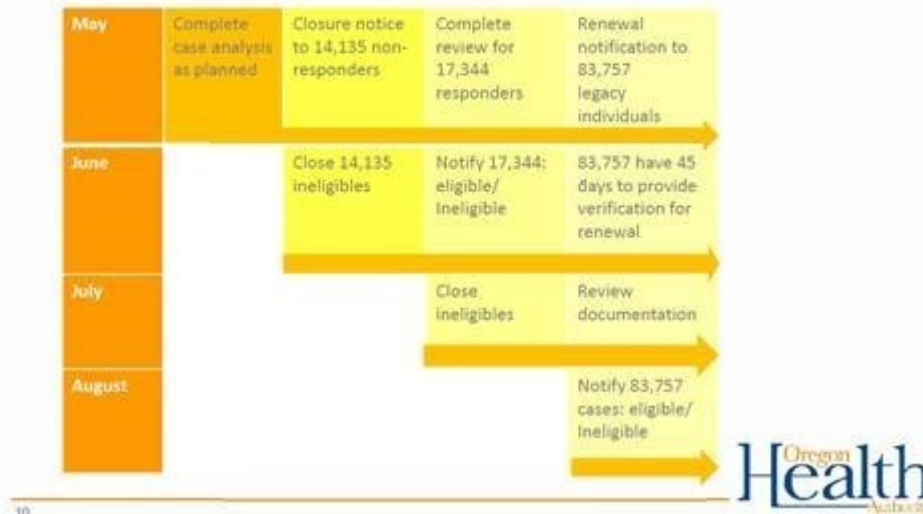 May
Complete
case analysis
as planned
Closure notice
to 14,135 non-
responders
Complete
review for
17,344
responders
Renewal
notification to
83,757
legacy
individuals
June
Close 14,135
ineligibles
Notify 17,344:
eligible/
Ineligible
83,757 have 45
days to provide
verification for
renewal
July
Close
ineligibles
Review
documentation
August
Notify 83,757
cases: eligible/
Ineligible
Oregon
Health
Authority
10